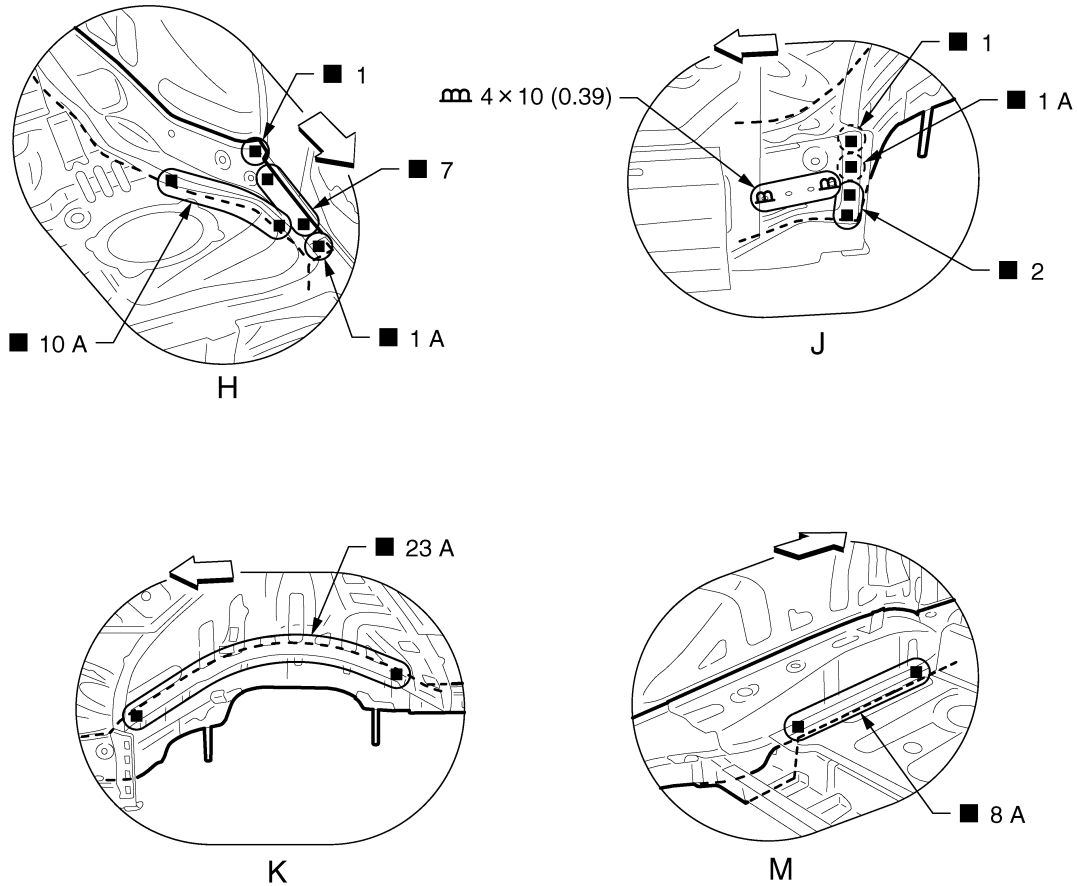 ■ 1
■ 7
■ 10 A
■ 1 A
H
■ 1
4×10 (0.39)
■ 1 A
■ 2
J
■ 23 A
K
■ 8 A
M